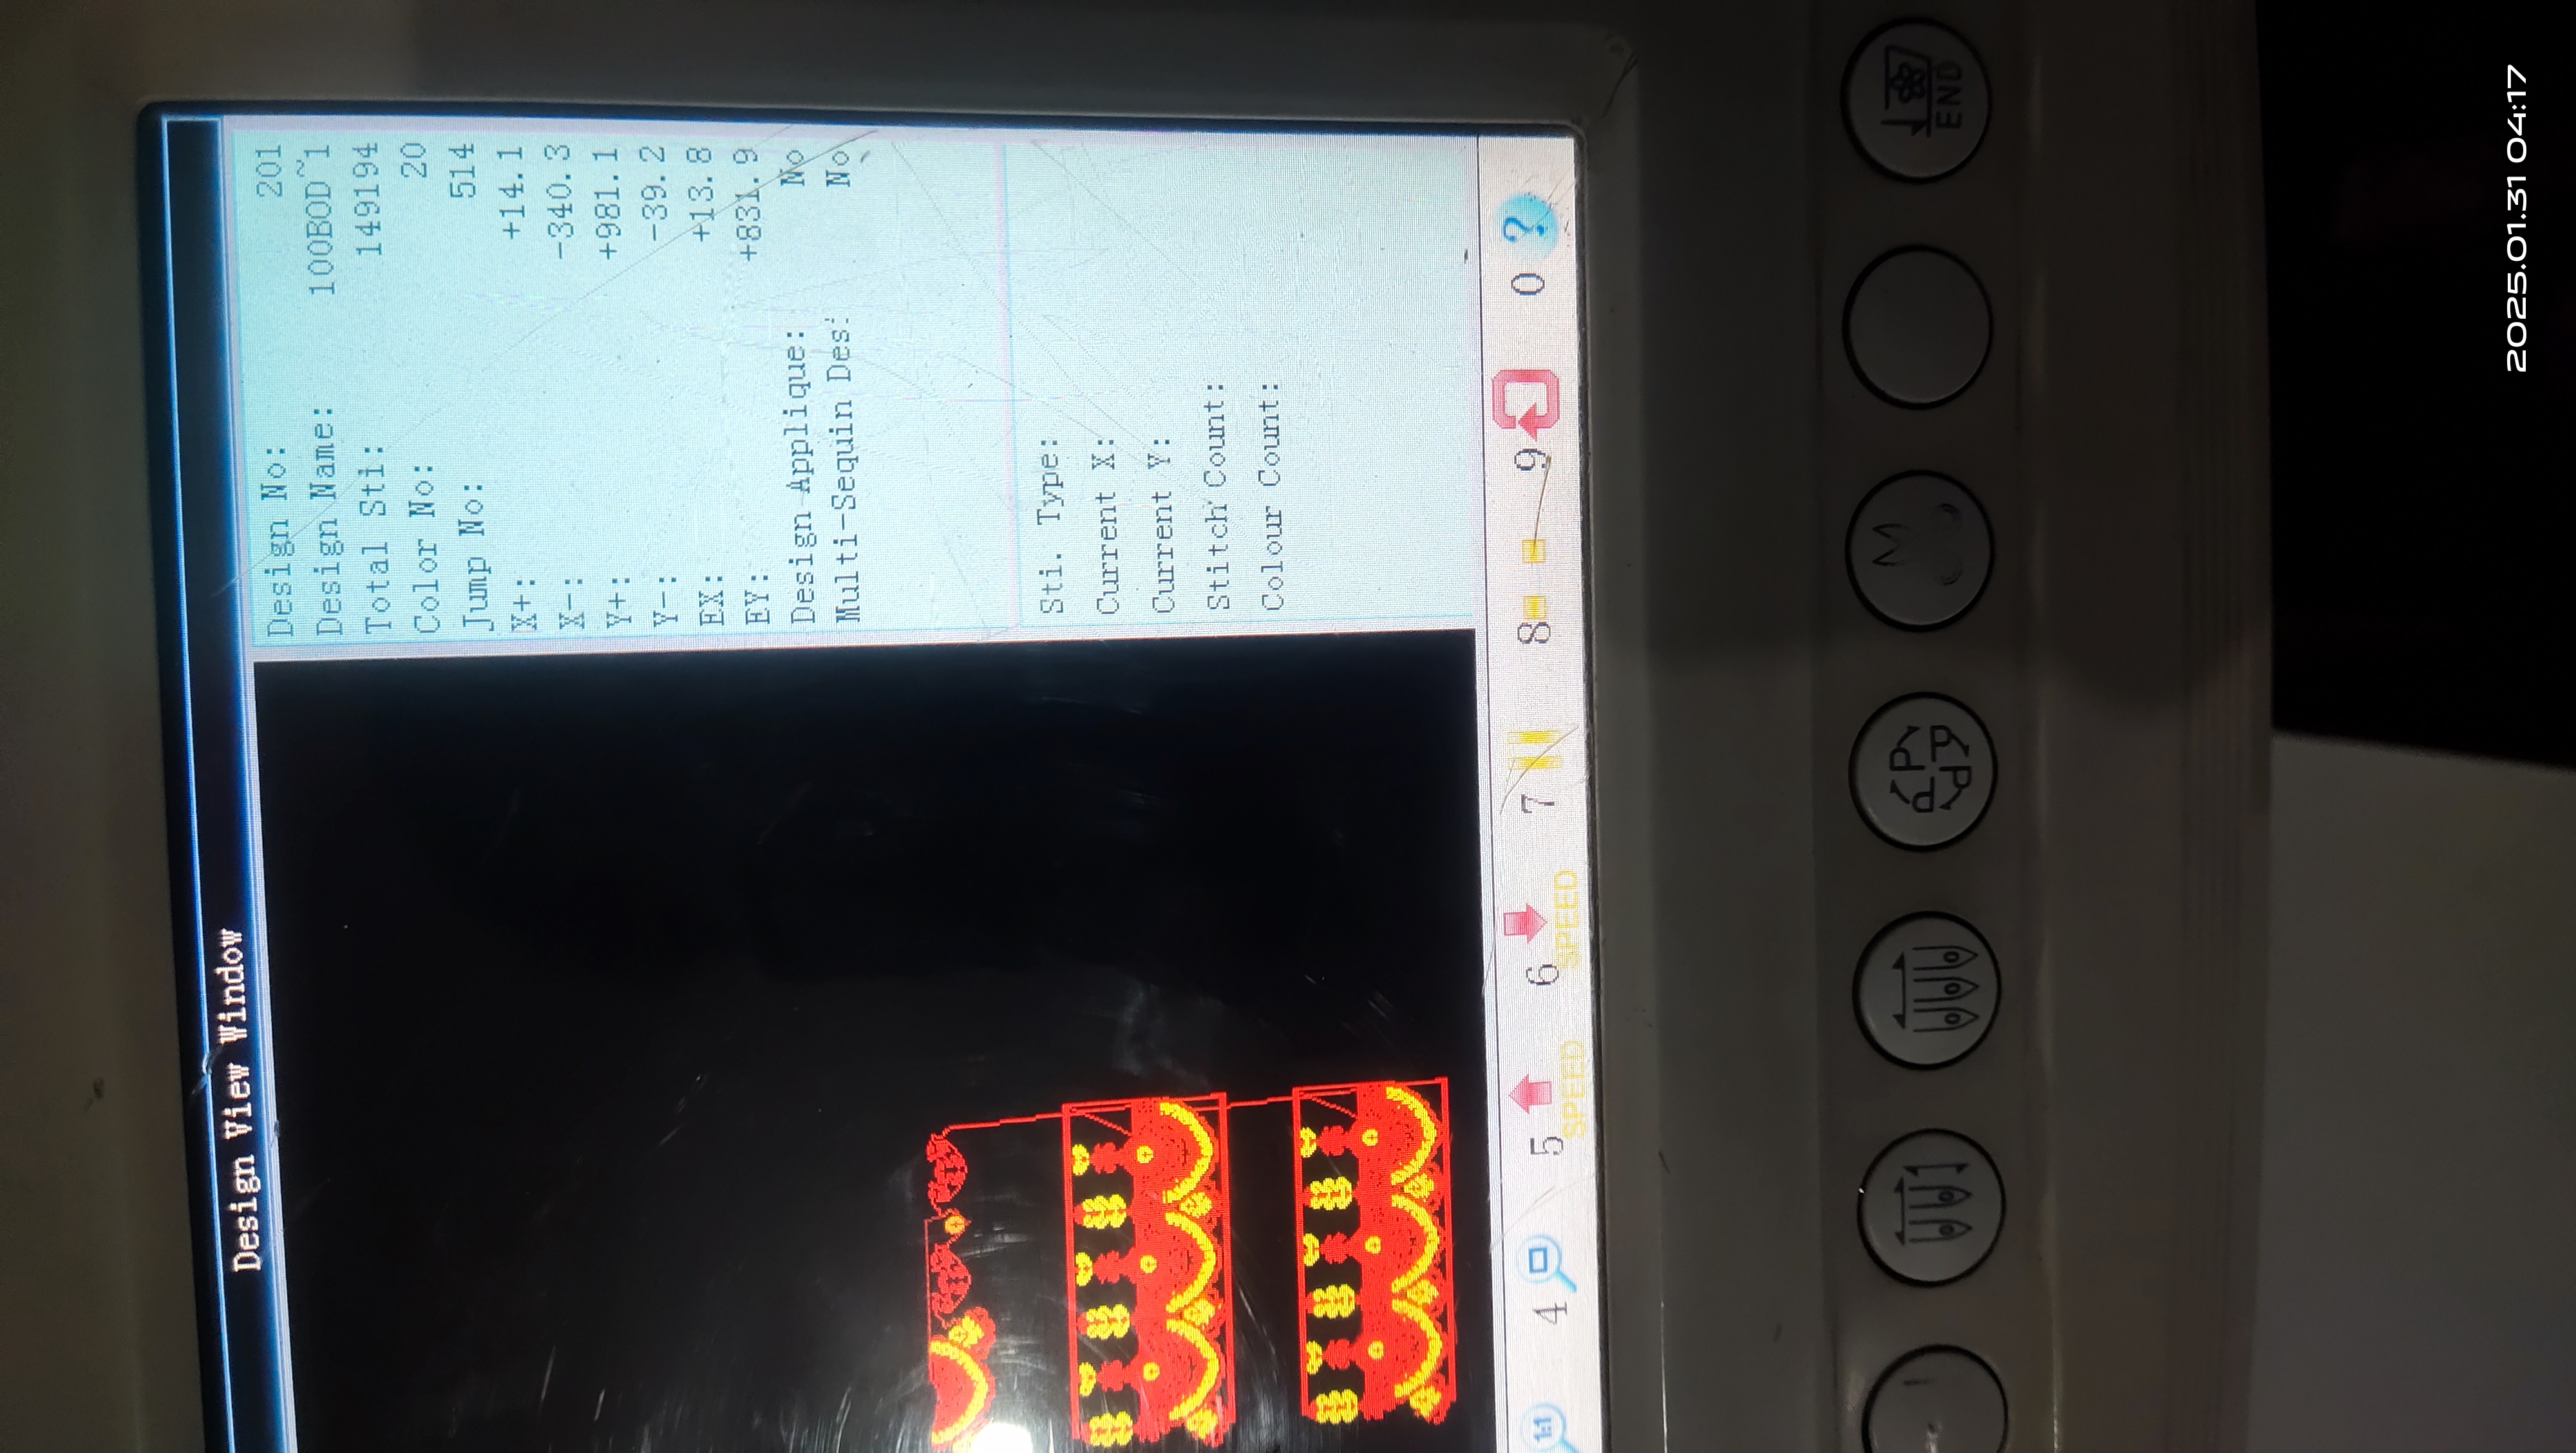 Design View Window
Design No: 201
Design Name: 100BOD~1
Total Sti: 149194
Color No: 20
Jump No: 514
X+: +14.1
X-: -340.3
Y+: +981.1
Y-: -39.2
EX: +13.8
EY: +831.9
Design Applique: No
Multi-Sequin Des: No
Sti. Type:
Current X:
Current Y:
Stitch Count:
Colour Count:
1:1 4 5 SPEED 6 SPEED 7 8 9 0 ?
P P P P
END
2025.01.31 04:17